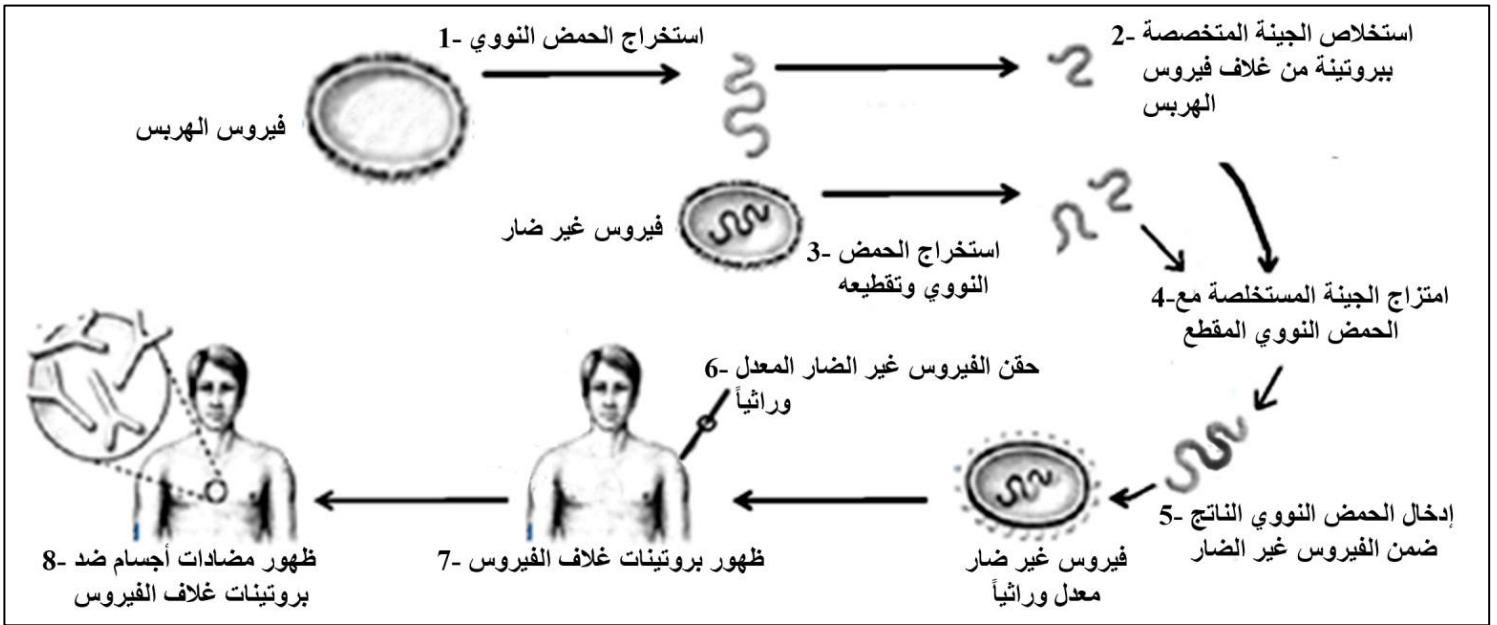 1- استخراج الحمض النووي
فيروس الهربس
2- استخلاص الجينة المتخصصة
ببروتينة من غلاف فيروس
الهربس
فيروس غير ضار
3- استخراج الحمض
النووي وتقطيعه
4- امتزاج الجينة المستخلصة مع
الحمض النووي المقطع
5- إدخال الحمض النووي الناتج
ضمن الفيروس غير الضار
فيروس غير ضار
معدل وراثياً
6- حقن الفيروس غير الضار المعدل
وراثياً
7- ظهور بروتينات غلاف الفيروس
8- ظهور مضادات أجسام ضد
بروتينات غلاف الفيروس